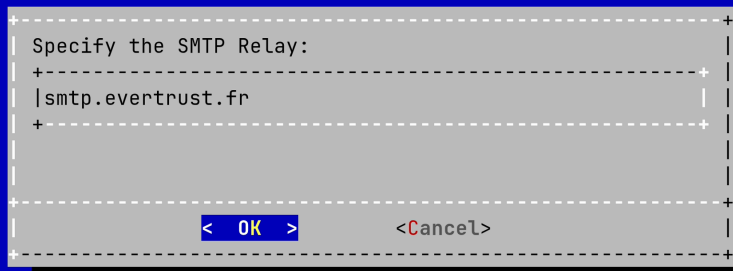 Specify the SMTP Relay:
smtp.evertrust.fr
< OK > <Cancel>